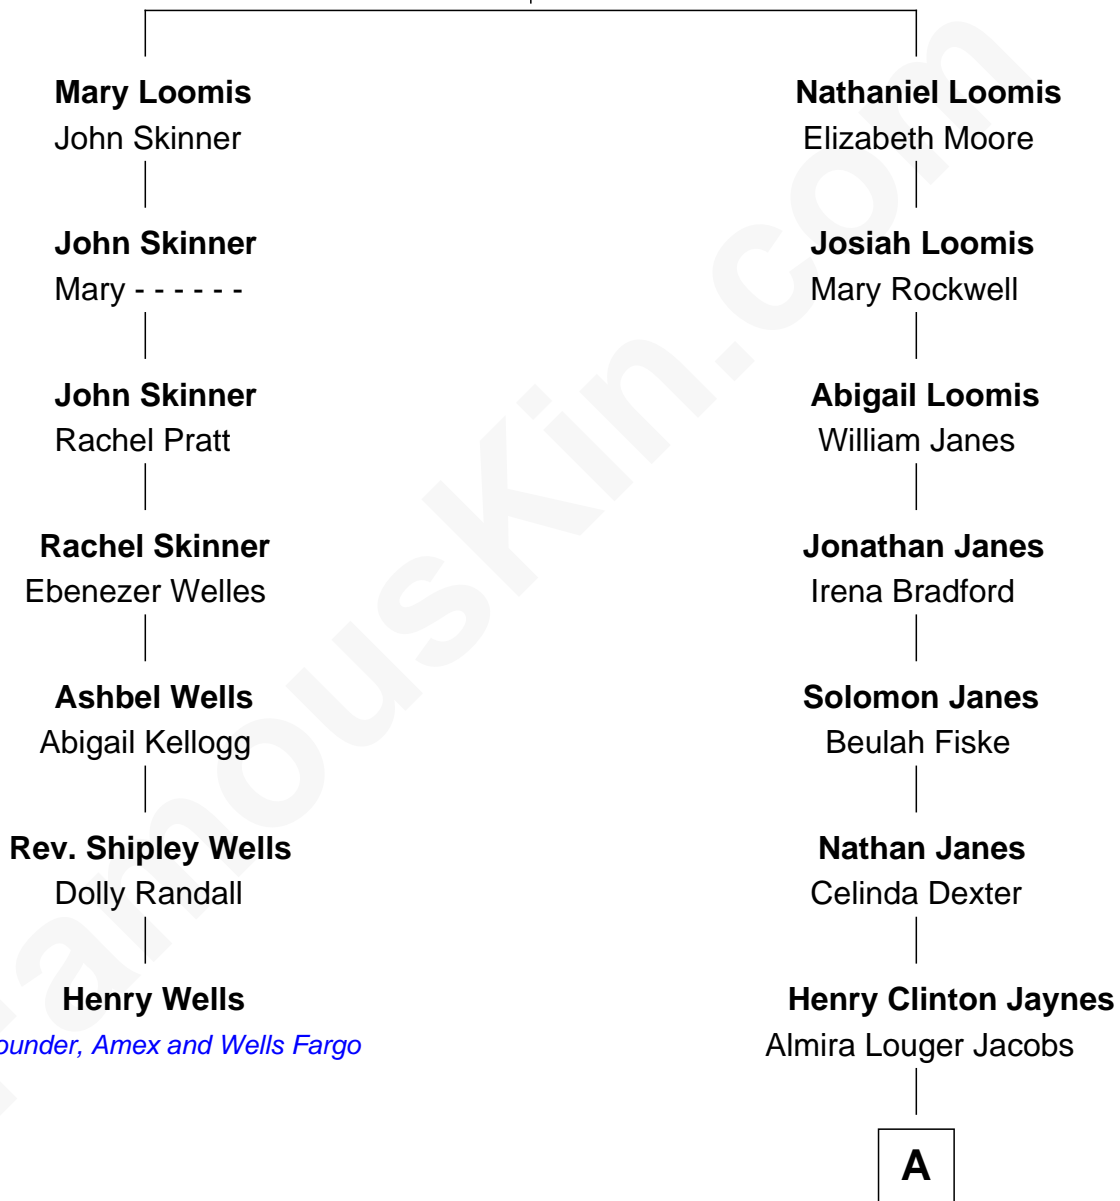 Mary Loomis
John Skinner
Nathaniel Loomis
Elizabeth Moore
John Skinner
Mary - - - - - -
Josiah Loomis
Mary Rockwell
John Skinner
Rachel Pratt
Abigail Loomis
William Janes
Rachel Skinner
Ebenezer Welles
Jonathan Janes
Irena Bradford
Ashbel Wells
Abigail Kellogg
Solomon Janes
Beulah Fiske
Rev. Shipley Wells
Dolly Randall
Nathan Janes
Celinda Dexter
Henry Wells
ounder, Amex and Wells Fargo
Henry Clinton Jaynes
Almira Louger Jacobs
A
FamousKin.com